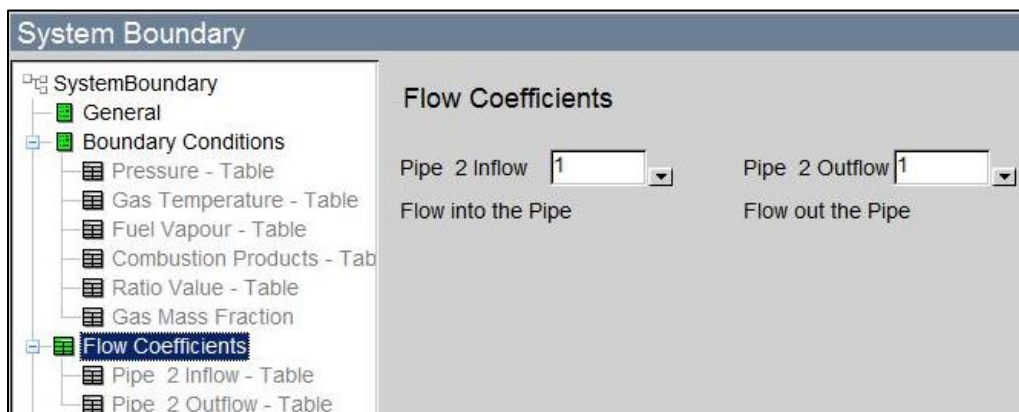 System Boundary
SystemBoundary
General
Boundary Conditions
Pressure - Table
Gas Temperature - Table
Fuel Vapour - Table
Combustion Products - Tab
Ratio Value - Table
Gas Mass Fraction
Flow Coefficients
Pipe 2 Inflow - Table
Pipe 2 Outflow - Table
Flow Coefficients
Pipe 2 Inflow 1 Pipe 2 Outflow 1
Flow into the Pipe Flow out the Pipe